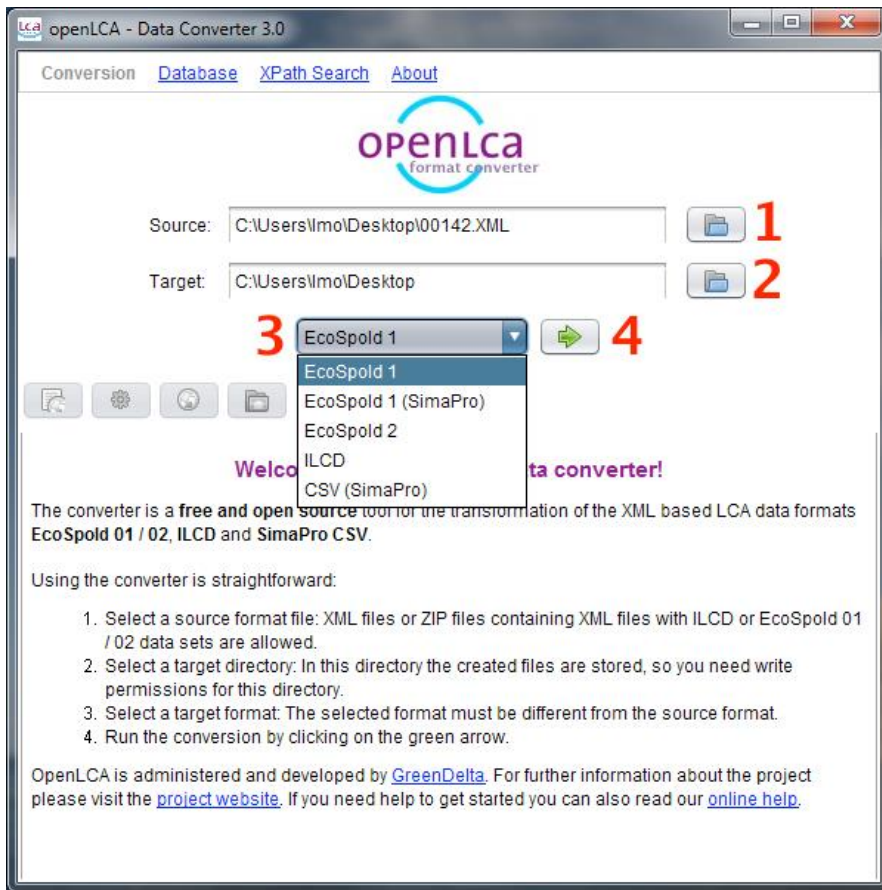 Lca openLCA - Data Converter 3.0
Conversion Database XPath Search About
openLca
format converter
Source: C:\Users\Imo\Desktop\00142.XML 1
Target: C:\Users\Imo\Desktop 2
3 EcoSpold 1 4
EcoSpold 1
EcoSpold 1 (SimaPro)
EcoSpold 2
ILCD
CSV (SimaPro)
Welco ta converter!
The converter is a free and open source tool for the transformation of the XML based LCA data formats
EcoSpold 01 / 02, ILCD and SimaPro CSV.
Using the converter is straightforward:
1. Select a source format file: XML files or ZIP files containing XML files with ILCD or EcoSpold 01
/ 02 data sets are allowed.
2. Select a target directory: In this directory the created files are stored, so you need write
permissions for this directory.
3. Select a target format: The selected format must be different from the source format.
4. Run the conversion by clicking on the green arrow.
OpenLCA is administered and developed by GreenDelta. For further information about the project
please visit the project website. If you need help to get started you can also read our online help.